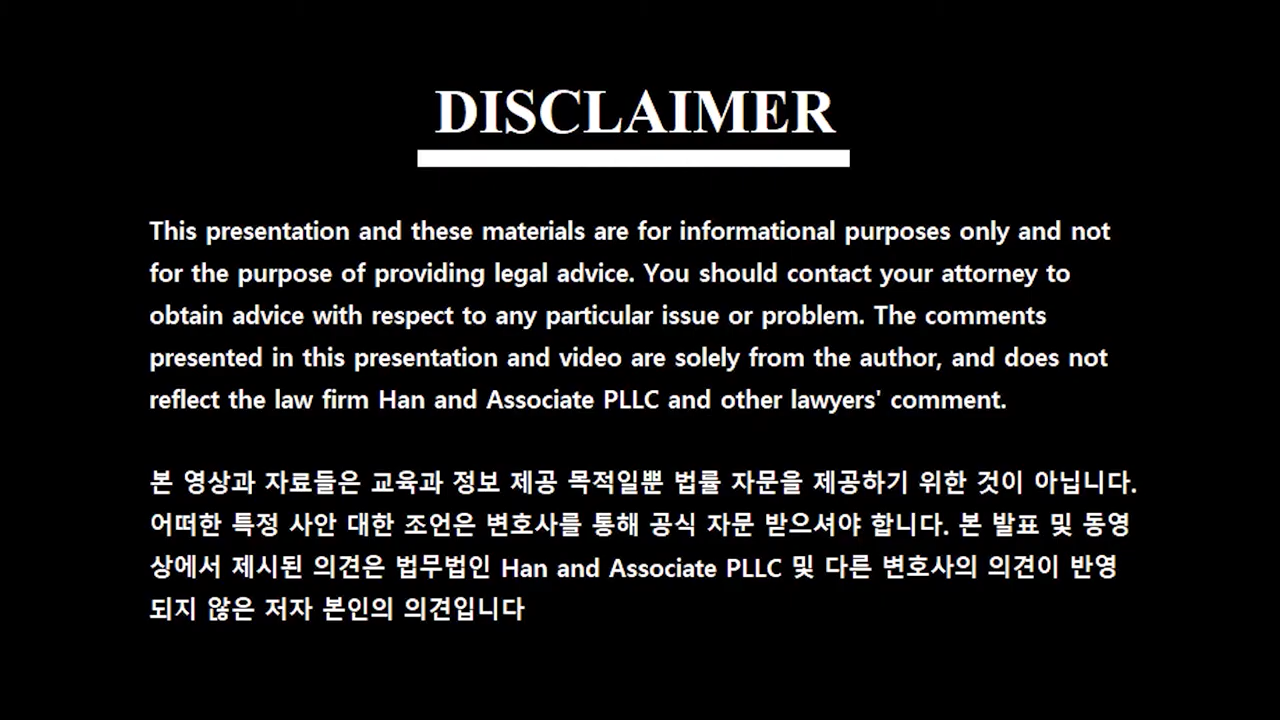 DISCLAIMER
This presentation and these materials are for informational purposes only and not
for the purpose of providing legal advice. You should contact your attorney to
obtain advice with respect to any particular issue or problem. The comments
presented in this presentation and video are solely from the author, and does not
reflect the law firm Han and Associate PLLC and other lawyers' comment.
본 영상과 자료들은 교육과 정보 제공 목적일뿐 법률 자문을 제공하기 위한 것이 아닙니다.
어떠한 특정 사안 대한 조언은 변호사를 통해 공식 자문 받으셔야 합니다. 본 발표 및 동영
상에서 제시된 의견은 법무법인 Han and Associate PLLC 및 다른 변호사의 의견이 반영
되지 않은 저자 본인의 의견입니다